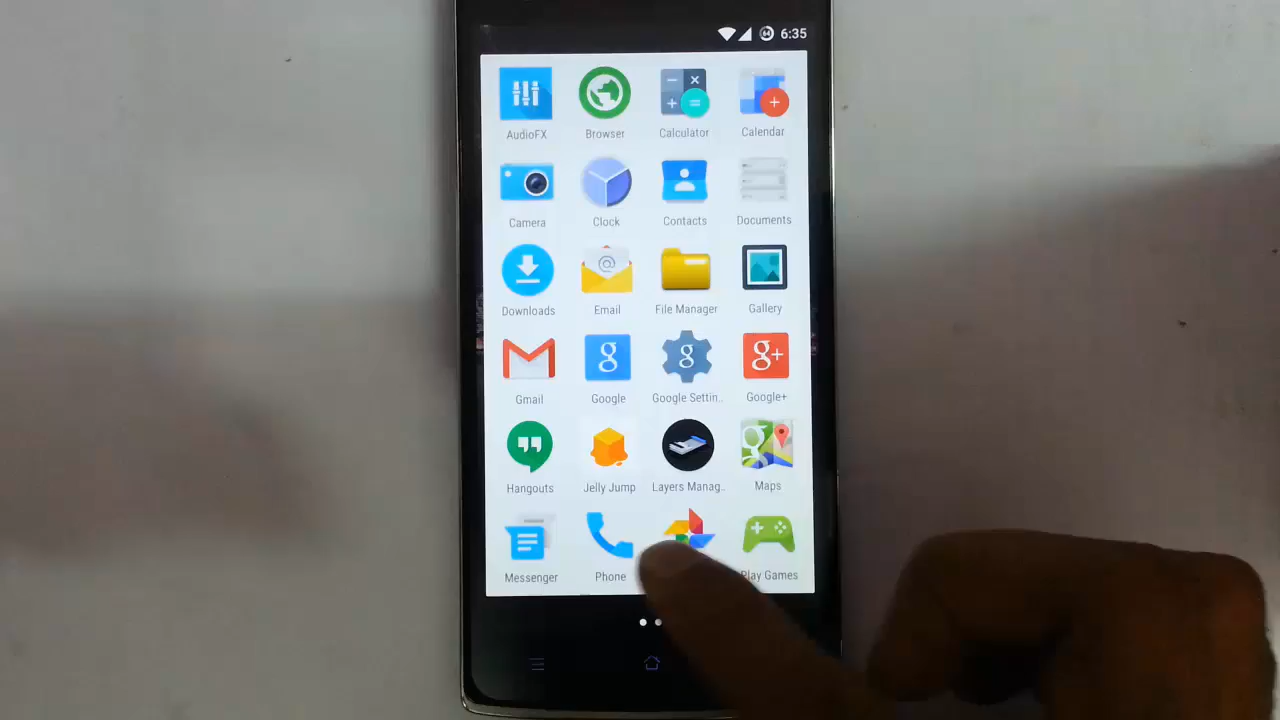 6:35
AudioFX Browser Calculator Calendar
Camera Clock Contacts Documents
Downloads Email File Manager Gallery
Gmail Google Google Settin.. Google+
Hangouts Jelly Jump Layers Manag.. Maps
Messenger Phone Play Games